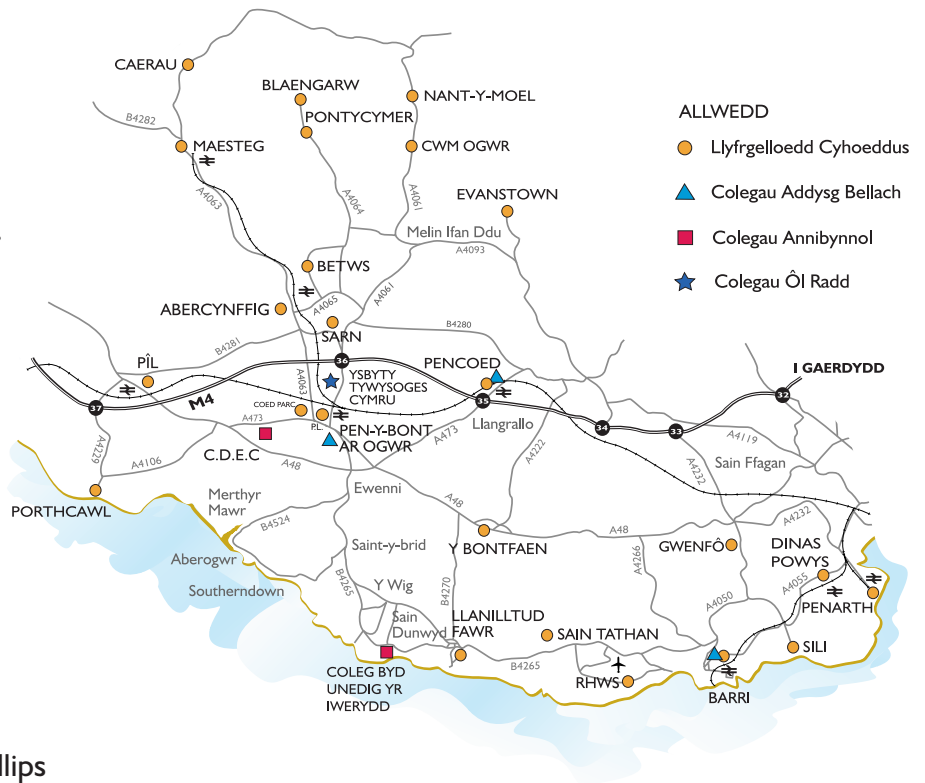 CAERAU
BLAENGARW
NANT-Y-MOEL
B4282
PONTYCYMER
MAESTEG
CWM OGWR
A4063
A4064
A4061
EVANSTOWN
Melin Ifan Ddu
A4093
BETWS
A4061
A4065
ABERCYNFFIG
SARN
B4280
B4281
PÎL
36
YSBYTY
TYWYSOGES
CYMRU
PENCOED
I GAERDYDD
M4
A4063
37
35
32
COED PARC
P.L.
A473
PEN-Y-BONT
AR OGWR
A473
Llangrallo
34
33
A4119
C.D.E.C
A48
A4222
Sain Ffagan
A4229
A4106
A4232
PORTHCAWL
Merthyr
Mawr
Ewenni
A48
B4524
A48
A4232
Aberogwr
Saint-y-brid
Y BONTFAEN
GWENFÔ
DINAS
POWYS
A4266
Southerndown
B4265
Y Wig
B4270
A4055
A4050
PENARTH
Sain
Dunwyd
LLANILLTUD
FAWR
SAIN TATHAN
SILI
B4265
COLEG BYD
UNEDIG YR
IWERYDD
RHWS
BARRI
ALLWEDD
Llyfrgelloedd Cyhoeddus
Colegau Addysg Bellach
Colegau Annibynnol
Colegau Ôl Radd
llips